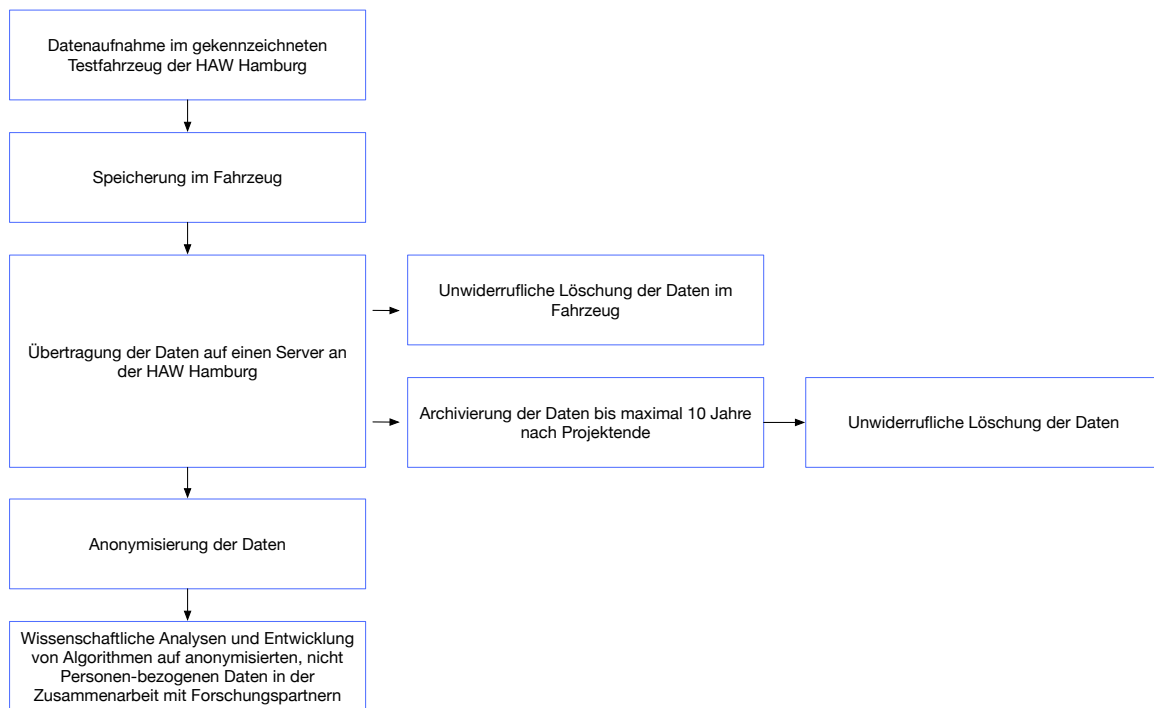 Datenaufnahme im gekennzeichneten
Testfahrzeug der HAW Hamburg
Speicherung im Fahrzeug
Übertragung der Daten auf einen Server an
der HAW Hamburg
Unwiderrufliche Löschung der Daten im
Fahrzeug
Archivierung der Daten bis maximal 10 Jahre
nach Projektende
Unwiderrufliche Löschung der Daten
Anonymisierung der Daten
Wissenschaftliche Analysen und Entwicklung
von Algorithmen auf anonymisierten, nicht
Personen-bezogenen Daten in der
Zusammenarbeit mit Forschungspartnern